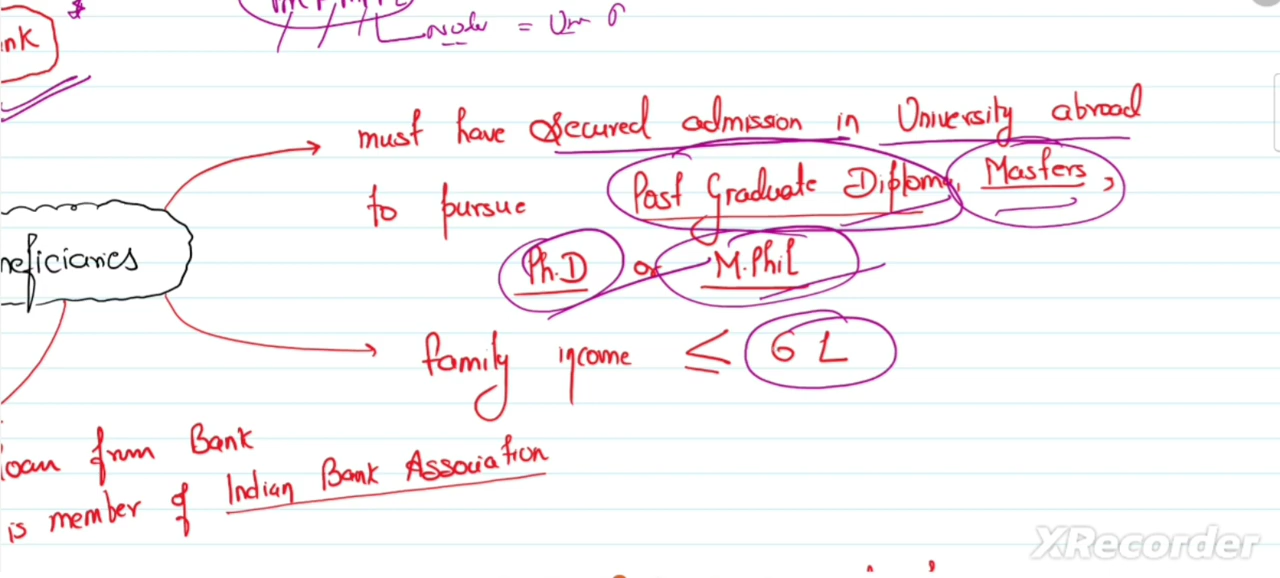 nk
Node =
must have Secured admission in University abroad
to pursue Post Graduate Diploma, Masters,
Ph.D or M.Phil
neficiaries
family income ≤ 6 L
loan from Bank
is member of Indian Bank Association
XRecorder